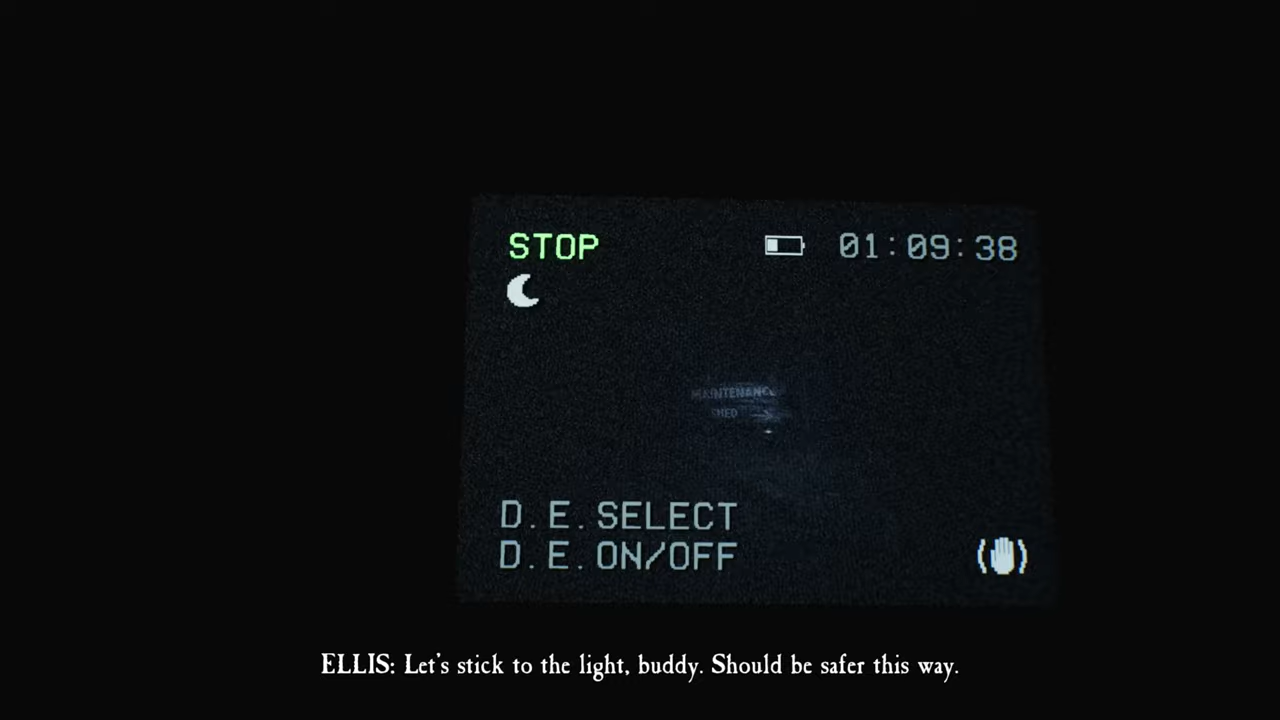 STOP 01:09:38
MAINTENANCE
SHED
D.E.SELECT
D.E.ON/OFF
ELLIS: Let's stick to the light, buddy. Should be safer this way.